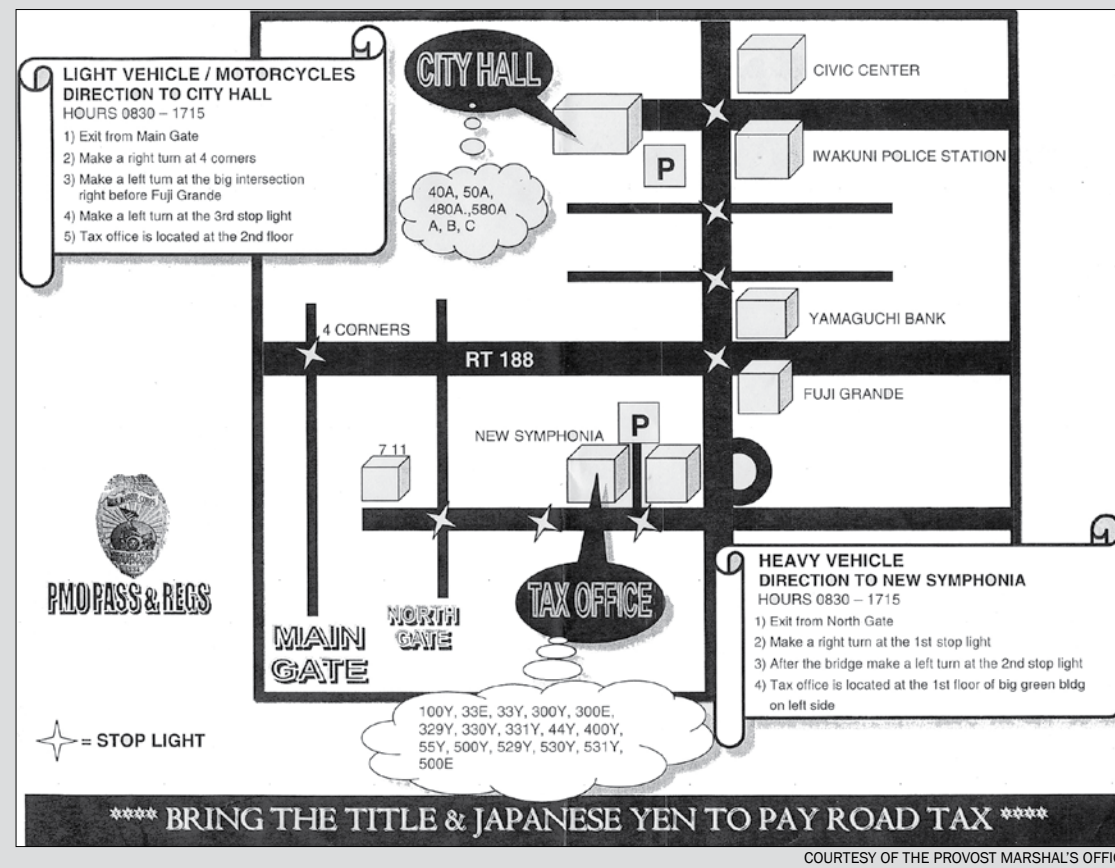 LIGHT VEHICLE / MOTORCYCLES
DIRECTION TO CITY HALL
HOURS 0830 – 1715
1) Exit from Main Gate
2) Make a right turn at 4 corners
3) Make a left turn at the big intersection
right before Fuji Grande
4) Make a left turn at the 3rd stop light
5) Tax office is located at the 2nd floor
CITY HALL
40A, 50A,
480A.,580A
A, B, C
CIVIC CENTER
P
IWAKUNI POLICE STATION
YAMAGUCHI BANK
4 CORNERS
RT 188
FUJI GRANDE
NEW SYMPHONIA
P
7 11
PMO PASS & REGS
MAIN
GATE
NORTH
GATE
TAX OFFICE
HEAVY VEHICLE
DIRECTION TO NEW SYMPHONIA
HOURS 0830 – 1715
1) Exit from North Gate
2) Make a right turn at the 1st stop light
3) After the bridge make a left turn at the 2nd stop light
4) Tax office is located at the 1st floor of big green bldg
on left side
100Y, 33E, 33Y, 300Y, 300E,
329Y, 330Y, 331Y, 44Y, 400Y,
55Y, 500Y, 529Y, 530Y, 531Y,
500E
= STOP LIGHT
**** BRING THE TITLE & JAPANESE YEN TO PAY ROAD TAX ****
COURTESY OF THE PROVOST MARSHAL'S OFFI